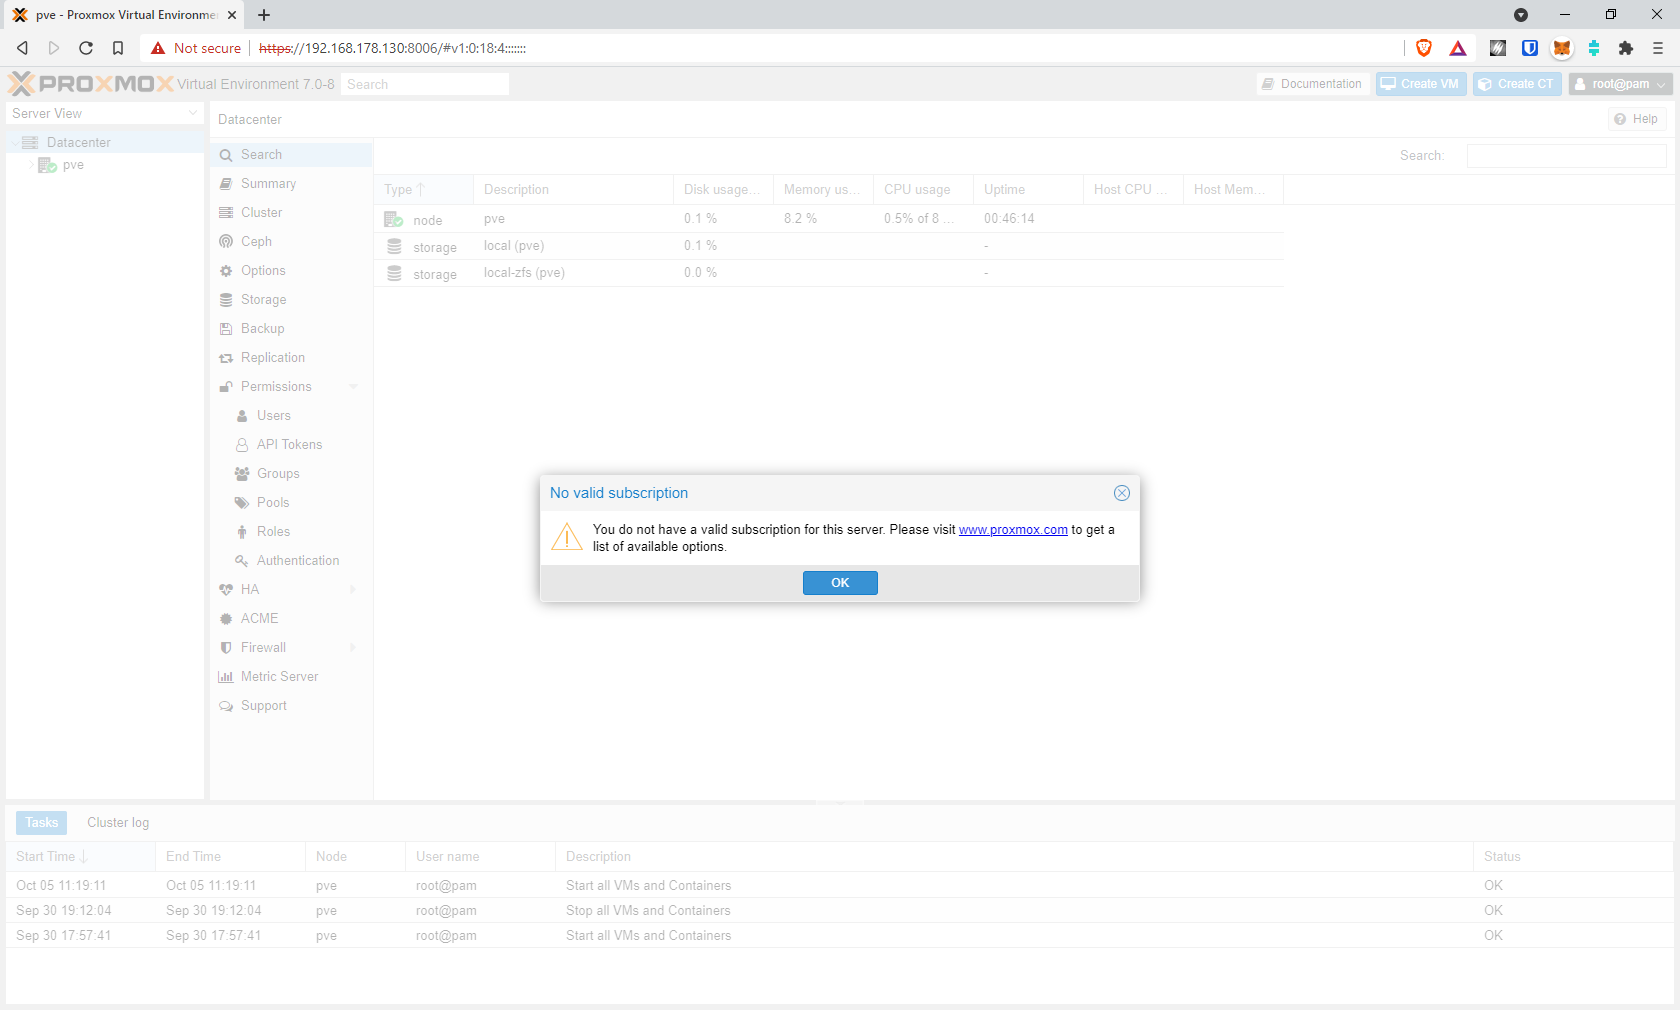 pve - Proxmox Virtual Environme
Not secure https://192.168.178.130:8006/#v1:0:18:4:::::::
PROXMOX Virtual Environment 7.0-8 Search Documentation Create VM Create CT root@pam
Server View
Datacenter
pve
Datacenter Help
Search
Summary
Cluster
Ceph
Options
Storage
Backup
Replication
Permissions
Users
API Tokens
Groups
Pools
Roles
Authentication
HA
ACME
Firewall
Metric Server
Support
Search:
Type Description Disk usage... Memory us... CPU usage Uptime Host CPU ... Host Mem...
node pve 0.1 % 8.2 % 0.5% of 8 ... 00:46:14
storage local (pve) 0.1 % -
storage local-zfs (pve) 0.0 % -
No valid subscription
You do not have a valid subscription for this server. Please visit www.proxmox.com to get a
list of available options.
OK
Tasks Cluster log
Start Time End Time Node User name Description Status
Oct 05 11:19:11 Oct 05 11:19:11 pve root@pam Start all VMs and Containers OK
Sep 30 19:12:04 Sep 30 19:12:04 pve root@pam Stop all VMs and Containers OK
Sep 30 17:57:41 Sep 30 17:57:41 pve root@pam Start all VMs and Containers OK